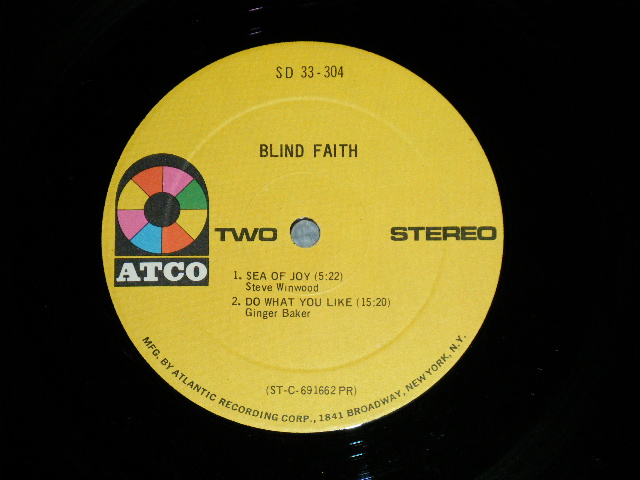 SD 33-304
BLIND FAITH
TWO
STEREO
ATCO
1. SEA OF JOY (5:22)
Steve Winwood
2. DO WHAT YOU LIKE (15:20)
Ginger Baker
(ST-C-691662 PR)
MFG. BY ATLANTIC RECORDING CORP., 1841 BROADWAY, NEW YORK, N.Y.